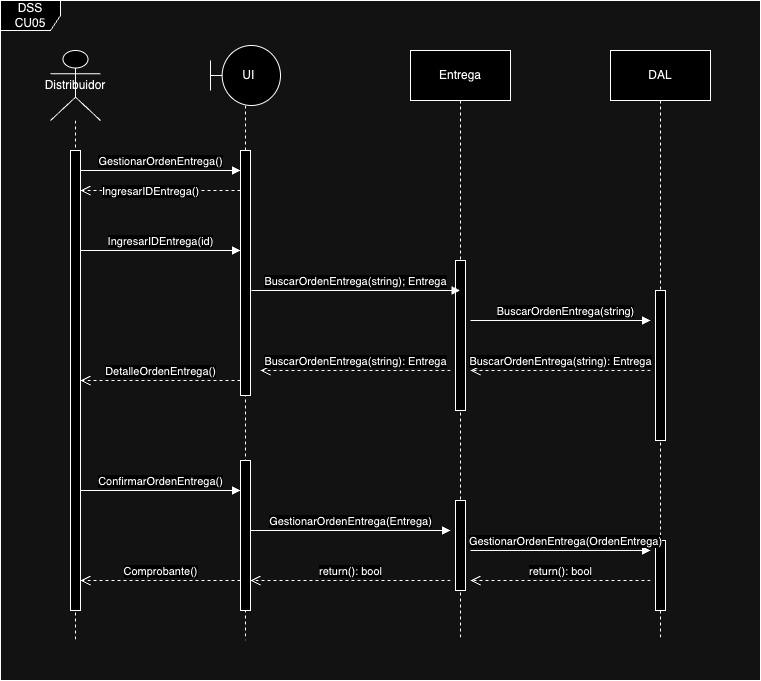 DSS
CU05
Distribuidor
UI
Entrega
DAL
GestionarOrdenEntrega()
IngresarIDEntrega()
IngresarIDEntrega(id)
BuscarOrdenEntrega(string); Entrega
BuscarOrdenEntrega(string)
BuscarOrdenEntrega(string): Entrega
BuscarOrdenEntrega(string): Entrega
DetalleOrdenEntrega()
ConfirmarOrdenEntrega()
GestionarOrdenEntrega(Entrega)
GestionarOrdenEntrega(OrdenEntrega)
Comprobante()
return(): bool
return(): bool